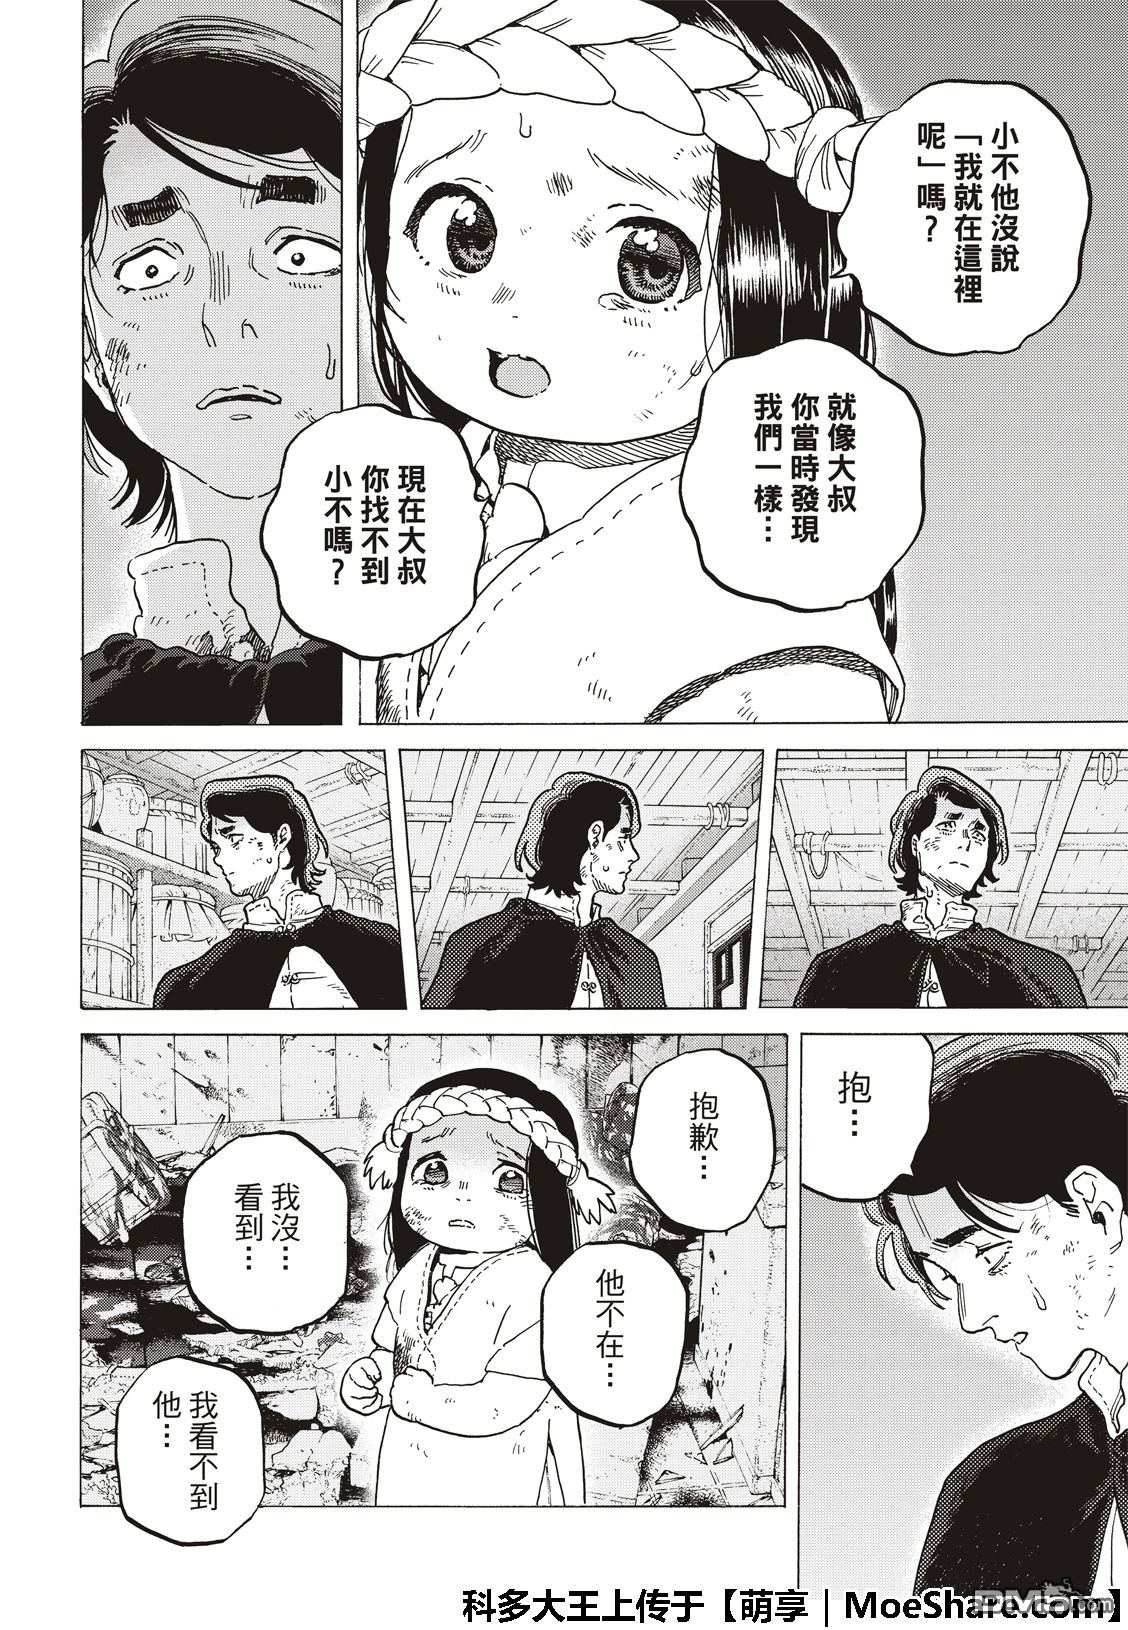 小不他沒說
「我就在這裡
呢」嗎？
就像大叔
你當時發現
我們一樣…
現在大叔
你找不到
小不嗎？
抱…
抱歉…
他不在…
我沒…
看到…
我看不到
他…
科多大王上传于【萌享｜MoeShare.com】